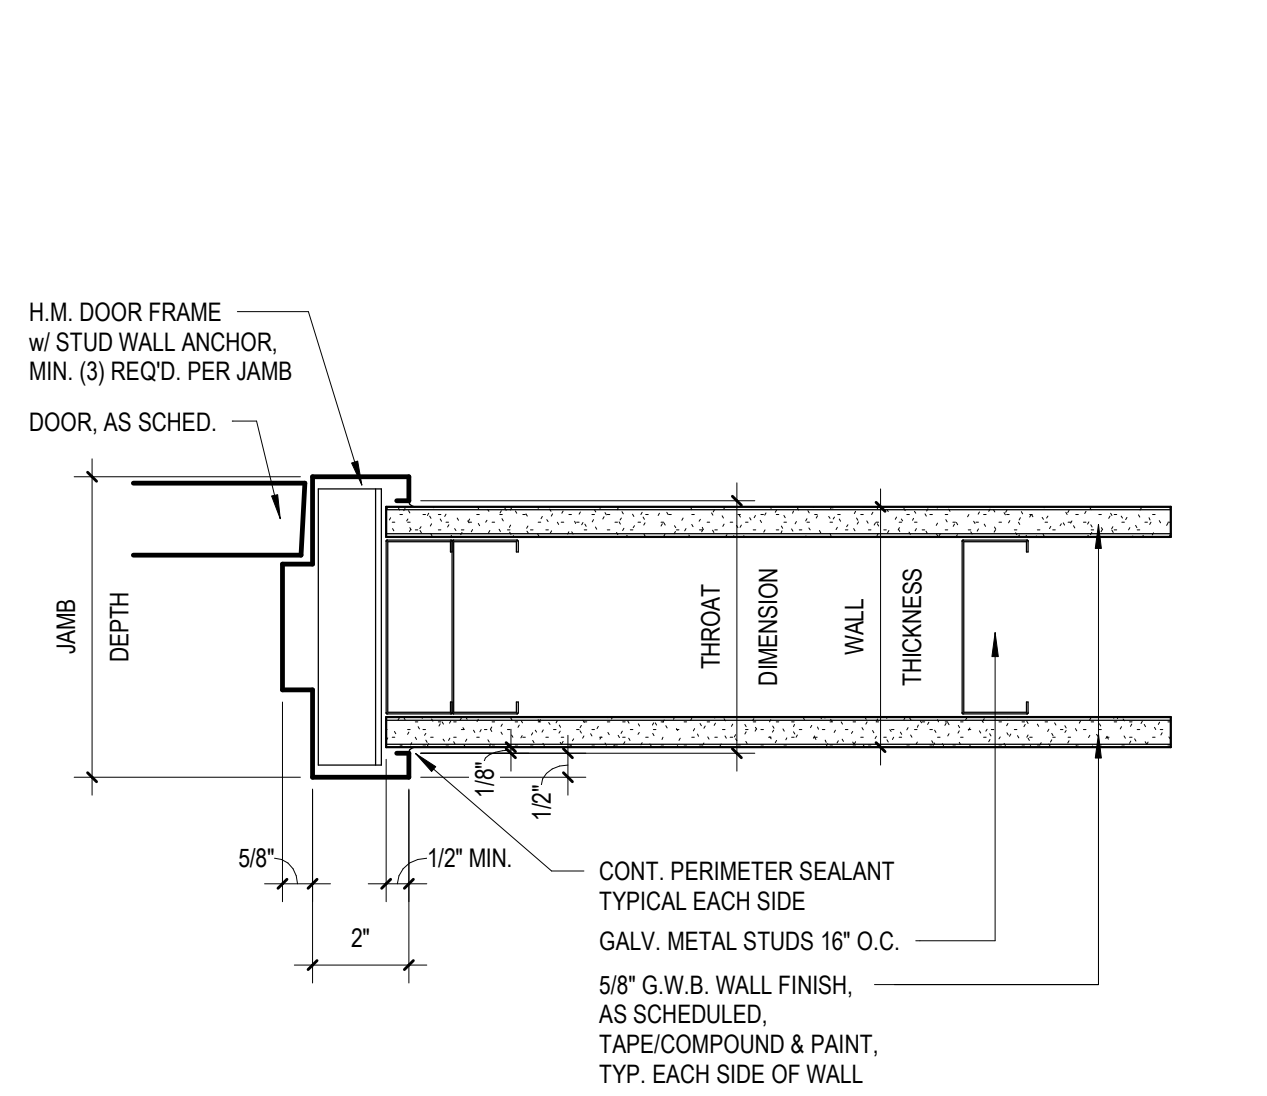 H.M. DOOR FRAME
w/ STUD WALL ANCHOR,
MIN. (3) REQ'D. PER JAMB
DOOR, AS SCHED.
JAMB
DEPTH
THROAT
DIMENSION
WALL
THICKNESS
1/8"
1/2"
5/8"
1/2" MIN.
2"
CONT. PERIMETER SEALANT
TYPICAL EACH SIDE
GALV. METAL STUDS 16" O.C.
5/8" G.W.B. WALL FINISH,
AS SCHEDULED,
TAPE/COMPOUND & PAINT,
TYP. EACH SIDE OF WALL